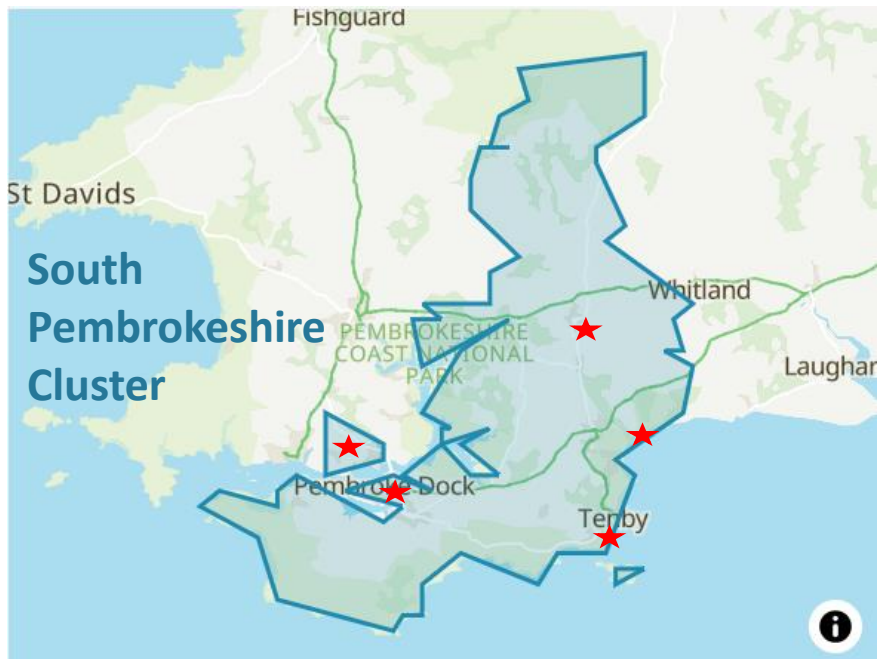 Fishguard
St Davids
South
Pembrokeshire
Cluster
Whitland
PEMBROKESHIRE
COAST NATIONAL
PARK
Laughar
Pembroke Dock
Tenby
i